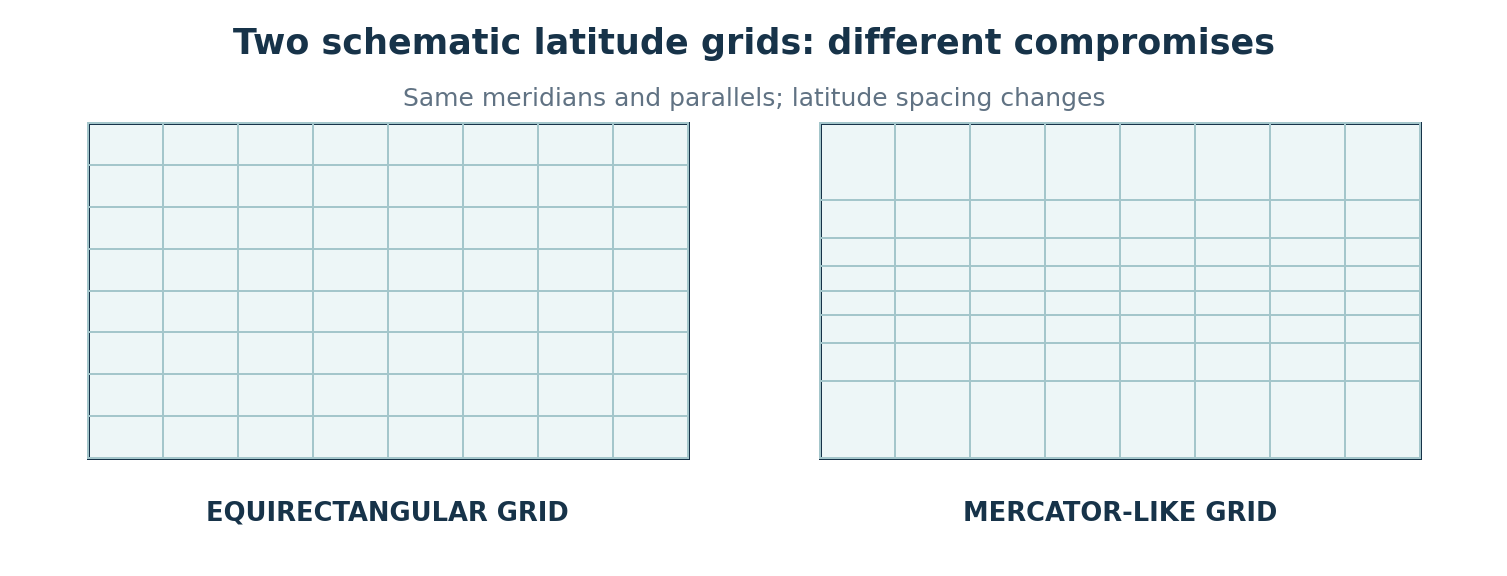 Two schematic latitude grids: different compromises
Same meridians and parallels; latitude spacing changes
EQUIRECTANGULAR GRID
MERCATOR-LIKE GRID